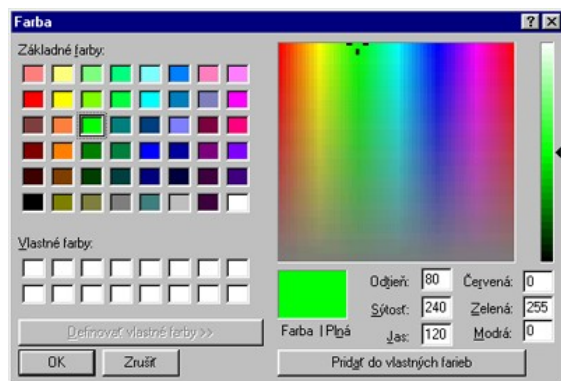 Farba
Základné farby:
Vlastné farby:
Definovať vlastné farby >>
OK
Zrušiť
Farba | Plná
Odtieň: 80
Sýtosť: 240
Jas: 120
Červená: 0
Zelená: 255
Modrá: 0
Pridať do vlastných farieb